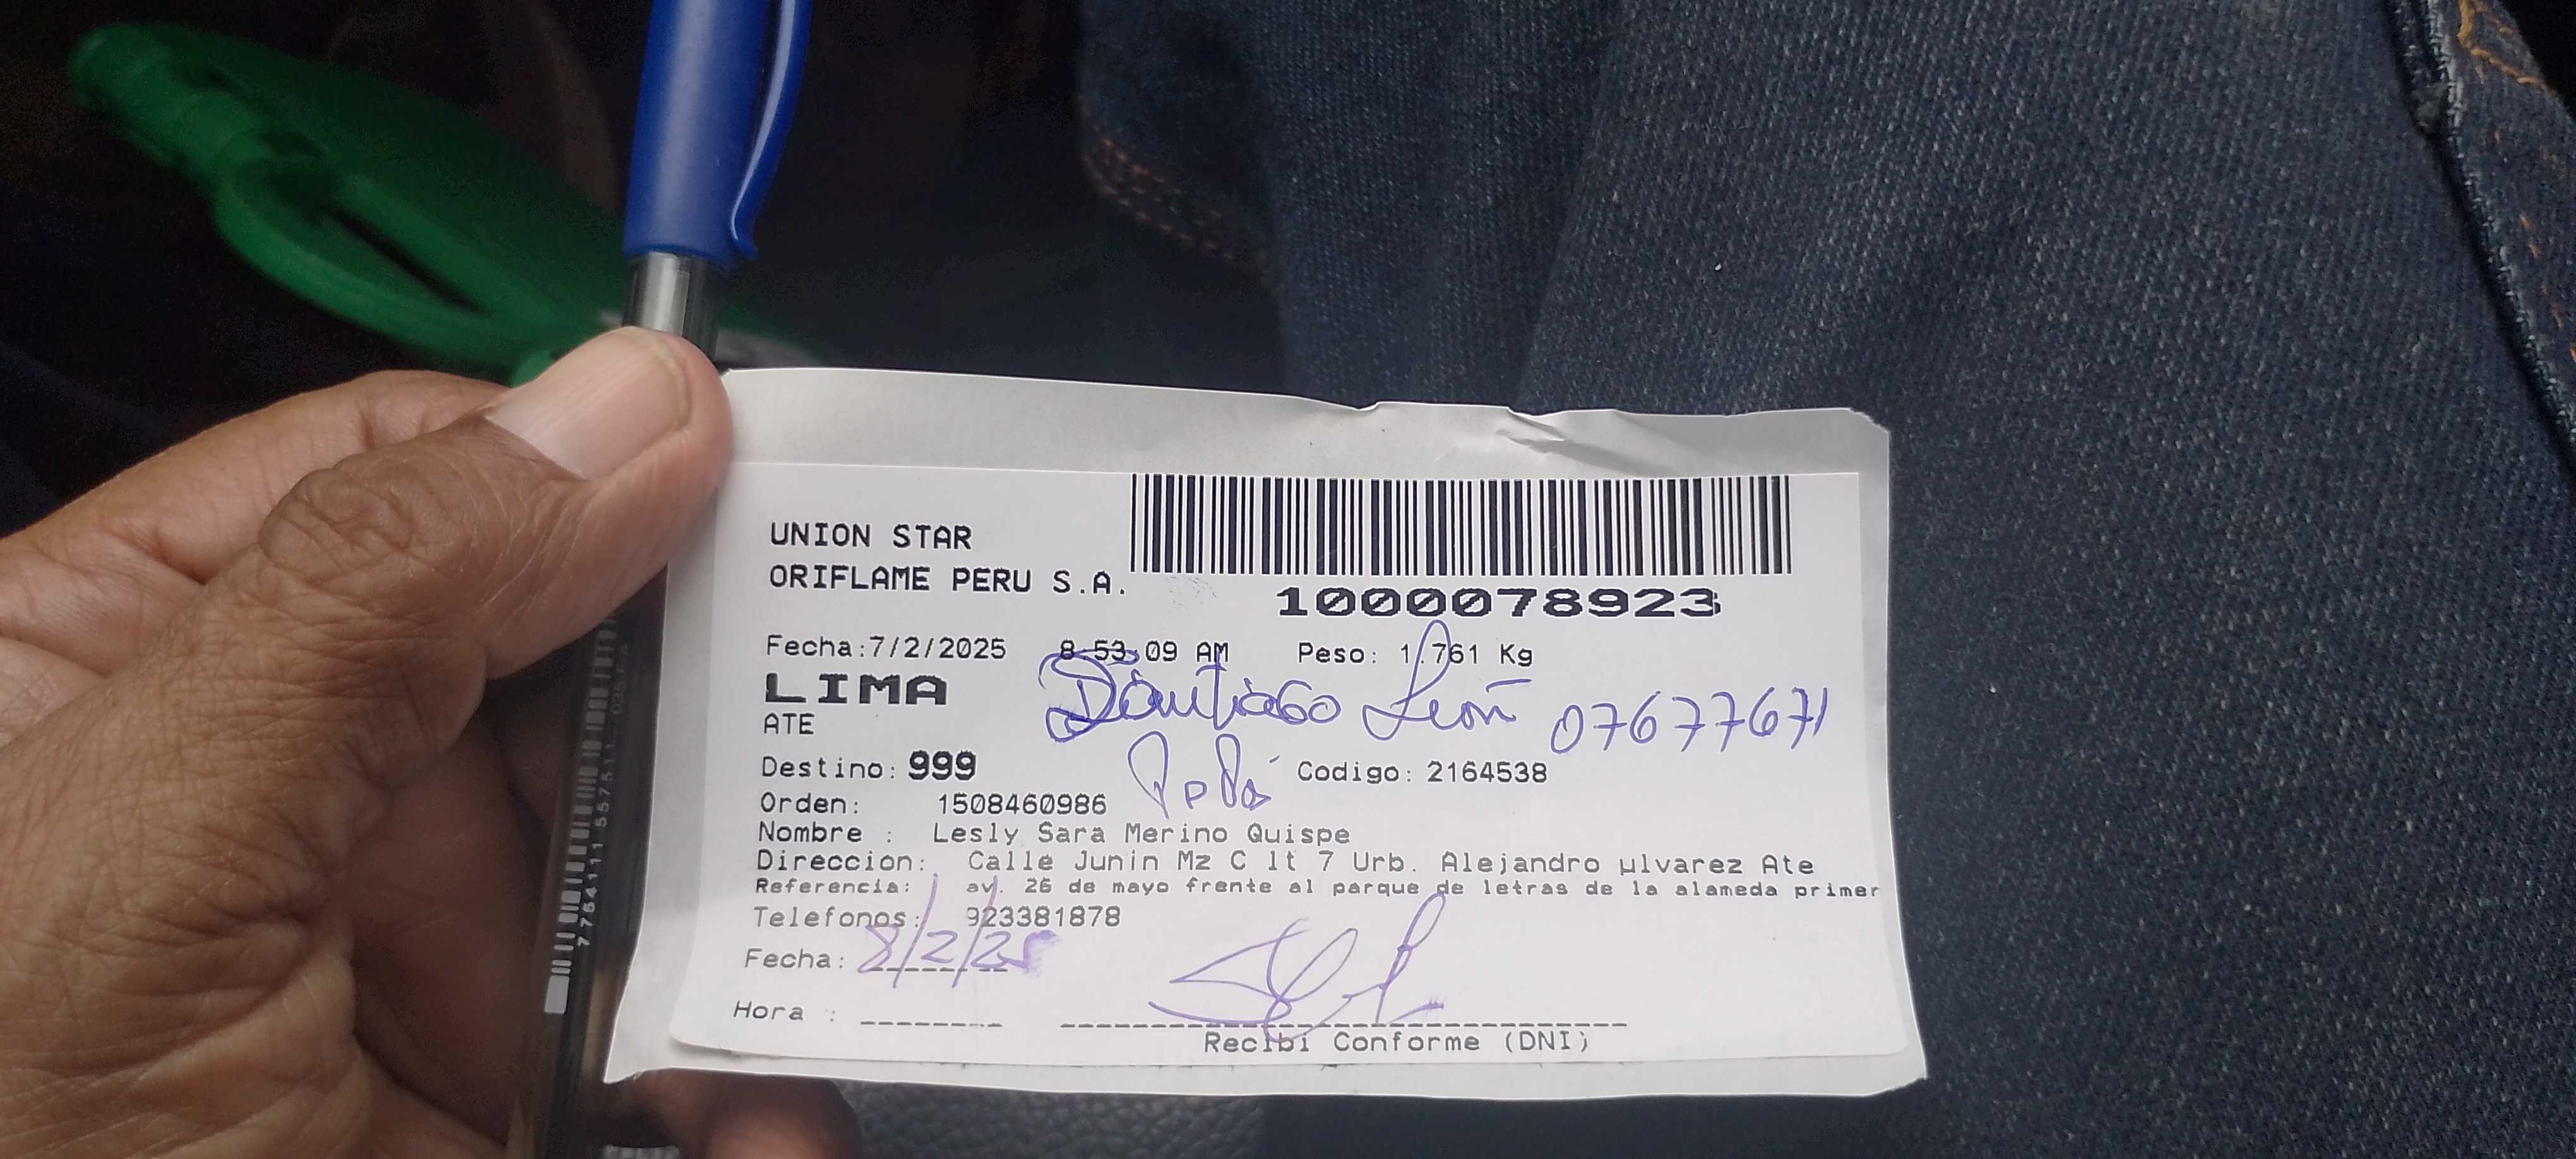 UNION STAR
ORIFLAME PERU S.A.
1000078923
Fecha:7/2/2025 8:53:09 AM Peso: 1.761 Kg
LIMA
ATE
Santiago León 07677671
Destino: 999 Papá Codigo: 2164538
Orden: 1508460986
Nombre : Lesly Sara Merino Quispe
Direccion: Calle Junin Mz C lt 7 Urb. Alejandro µlvarez Ate
Referencia: av. 26 de mayo frente al parque de letras de la alameda primer
Telefonos: 923381878
Fecha: 8/2/25
Hora :
Recibi Conforme (DNI)